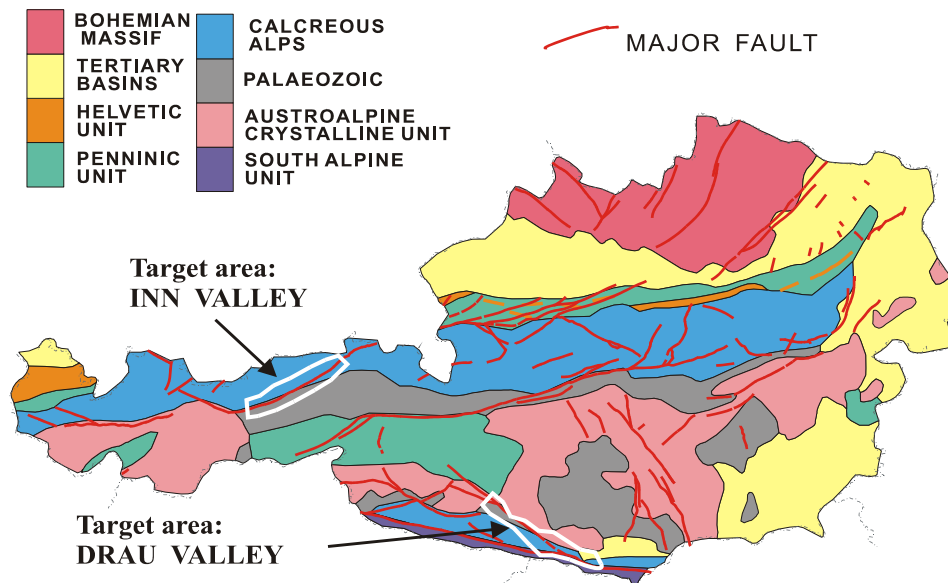 BOHEMIAN
MASSIF
TERTIARY
BASINS
HELVETIC
UNIT
PENNINIC
UNIT
CALCREOUS
ALPS
PALAEOZOIC
AUSTROALPINE
CRYSTALLINE UNIT
SOUTH ALPINE
UNIT
MAJOR FAULT
Target area:
INN VALLEY
Target area:
DRAU VALLEY